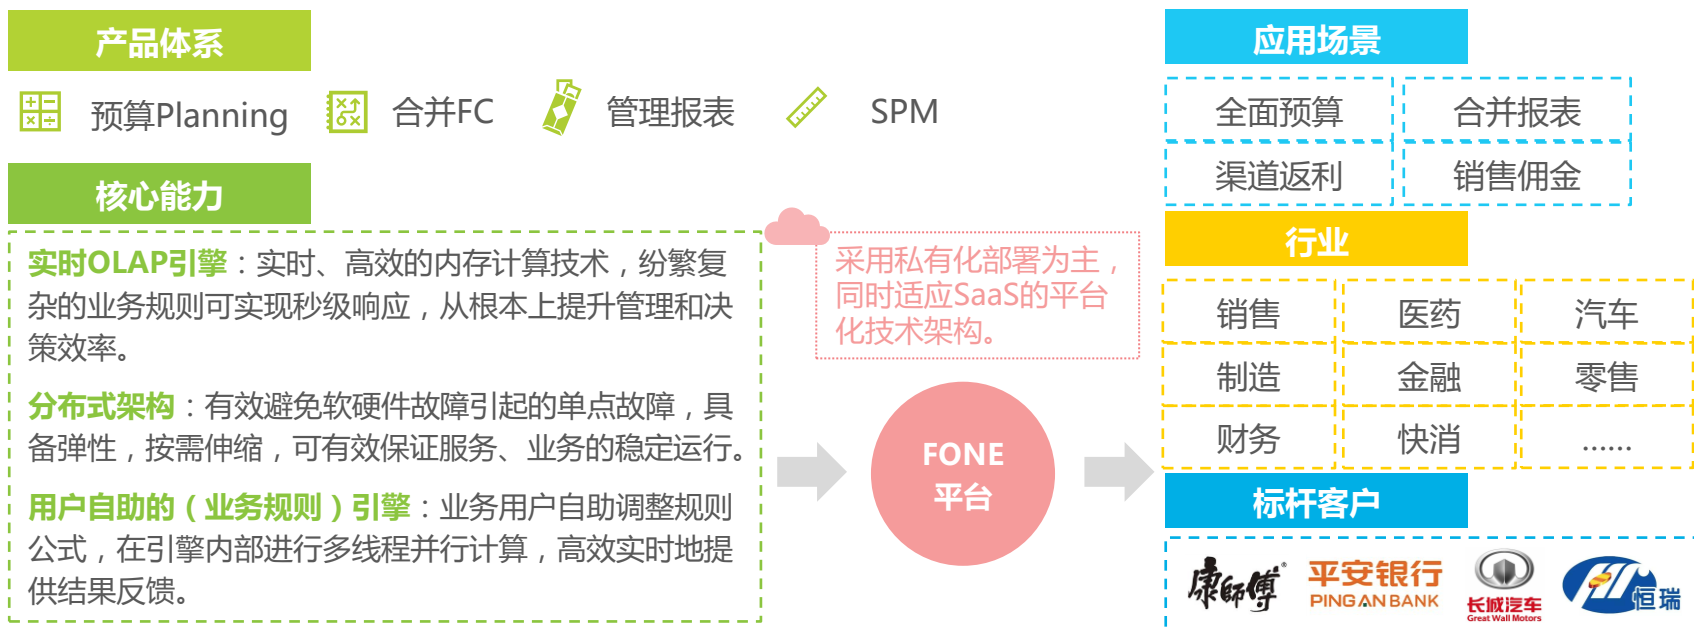 产品体系
预算Planning
合并FC
管理报表
SPM
核心能力
实时OLAP引擎：实时、高效的内存计算技术，纷繁复
杂的业务规则可实现秒级响应，从根本上提升管理和决
策效率。
分布式架构：有效避免软硬件故障引起的单点故障，具
备弹性，按需伸缩，可有效保证服务、业务的稳定运行。
用户自助的（业务规则）引擎：业务用户自助调整规则
公式，在引擎内部进行多线程并行计算，高效实时地提
供结果反馈。
采用私有化部署为主，
同时适应SaaS的平台
化技术架构。
FONE
平台
应用场景
全面预算
合并报表
渠道返利
销售佣金
行业
销售
医药
汽车
制造
金融
零售
财务
快消
……
标杆客户
康師傅®
平安银行
PING AN BANK
长城汽车
Great Wall Motors
恒瑞